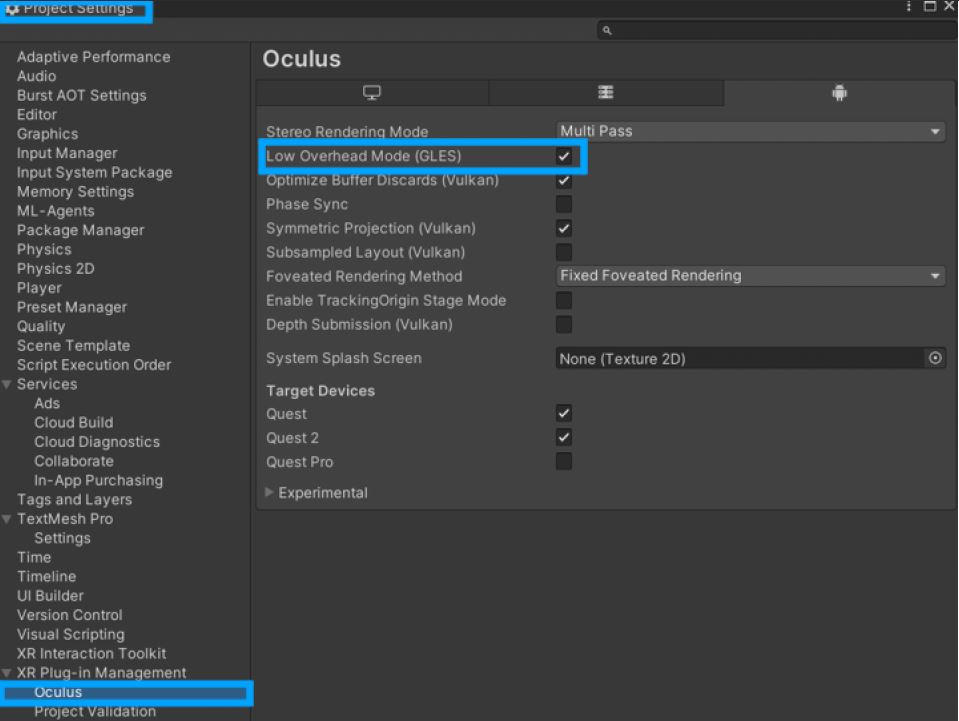 Project Settings
Adaptive Performance
Audio
Burst AOT Settings
Editor
Graphics
Input Manager
Input System Package
Memory Settings
ML-Agents
Package Manager
Physics
Physics 2D
Player
Preset Manager
Quality
Scene Template
Script Execution Order
Services
Ads
Cloud Build
Cloud Diagnostics
Collaborate
In-App Purchasing
Tags and Layers
TextMesh Pro
Settings
Time
Timeline
UI Builder
Version Control
Visual Scripting
XR Interaction Toolkit
XR Plug-in Management
Oculus
Project Validation
Oculus
Stereo Rendering Mode Multi Pass
Low Overhead Mode (GLES)
Optimize Buffer Discards (Vulkan)
Phase Sync
Symmetric Projection (Vulkan)
Subsampled Layout (Vulkan)
Foveated Rendering Method Fixed Foveated Rendering
Enable TrackingOrigin Stage Mode
Depth Submission (Vulkan)
System Splash Screen None (Texture 2D)
Target Devices
Quest
Quest 2
Quest Pro
Experimental